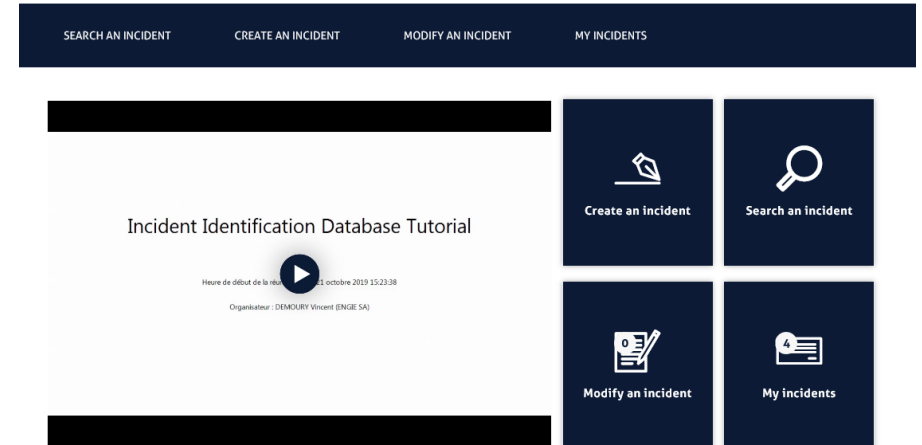 SEARCH AN INCIDENT
CREATE AN INCIDENT
MODIFY AN INCIDENT
MY INCIDENTS
Incident Identification Database Tutorial
Heure de début de la 1 octobre 2019 15:23:38
Organisateur : DEMOURY Vincent (ENGIE SA)
Create an incident
Search an incident
0
Modify an incident
4
My incidents